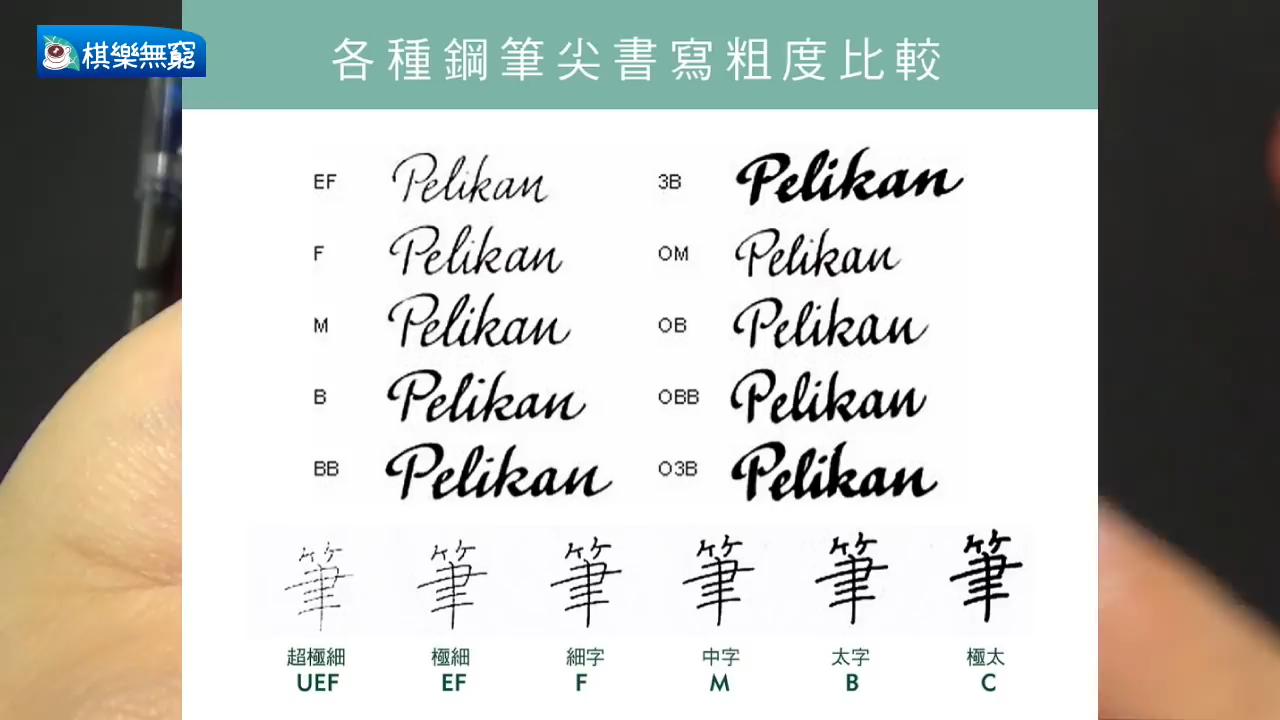 棋樂無窮
各種鋼筆尖書寫粗度比較
EF Pelikan
F Pelikan
M Pelikan
B Pelikan
BB Pelikan
3B Pelikan
OM Pelikan
OB Pelikan
OBB Pelikan
O3B Pelikan
筆 筆 筆 筆 筆 筆
超極細 極細 細字 中字 太字 極太
UEF EF F M B C